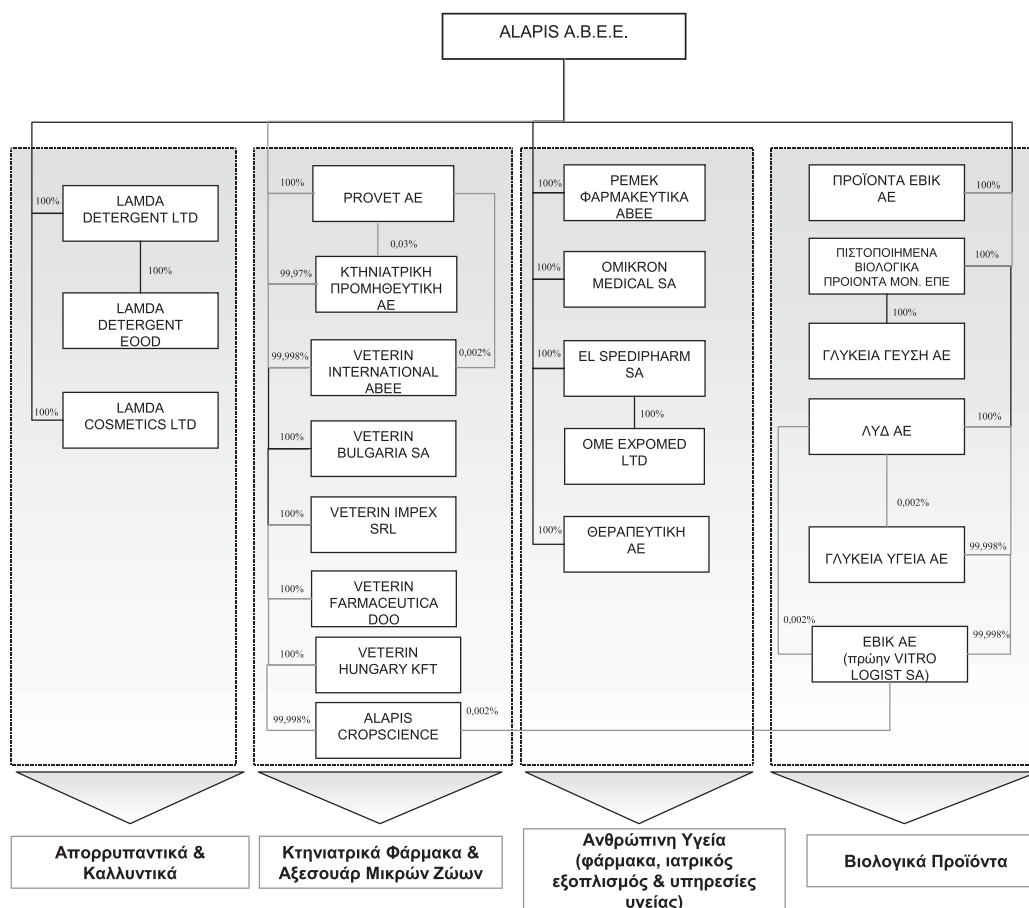 ALAPIS A.B.E.E.
100%
LAMDA
DETERGENT LTD
100%
LAMDA
DETERGENT
EOOD
100%
LAMDA
COSMETICS LTD
Απορρυπαντικά &
Καλλυντικά
100%
PROVET AE
0,03%
99,97%
ΚΤΗΝΙΑΤΡΙΚΗ
ΠΡΟΜΗΘΕΥΤΙΚΗ
ΑΕ
99,998%
VETERIN
INTERNATIONAL
ABEE
0,002%
100%
VETERIN
BULGARIA SA
100%
VETERIN IMPEX
SRL
100%
VETERIN
FARMACEUTICA
DOO
100%
VETERIN
HUNGARY KFT
99,998%
ALAPIS
CROPSCIENCE
0,002%
Κτηνιατρικά Φάρμακα &
Αξεσουάρ Μικρών Ζώων
100%
ΡΕΜΕΚ
ΦΑΡΜΑΚΕΥΤΙΚΑ
ΑΒΕΕ
100%
OMIKRON
MEDICAL SA
100%
EL SPEDIPHARM
SA
100%
OME EXPOMED
LTD
100%
ΘΕΡΑΠΕΥΤΙΚΗ
ΑΕ
Ανθρώπινη Υγεία
(φάρμακα, ιατρικός
εξοπλισμός & υπηρεσίες
υγείας)
ΠΡΟΪΟΝΤΑ ΕΒΙΚ
ΑΕ
100%
ΠΙΣΤΟΠΟΙΗΜΕΝΑ
ΒΙΟΛΟΓΙΚΑ
ΠΡΟΙΟΝΤΑ ΜΟΝ. ΕΠΕ
100%
100%
ΓΛΥΚΕΙΑ ΓΕΥΣΗ ΑΕ
ΛΥΔ ΑΕ
100%
0,002%
ΓΛΥΚΕΙΑ ΥΓΕΙΑ ΑΕ
99,998%
0,002%
ΕΒΙΚ ΑΕ
(πρώην VITRO
LOGIST SA)
99,998%
Βιολογικά Προϊόντα